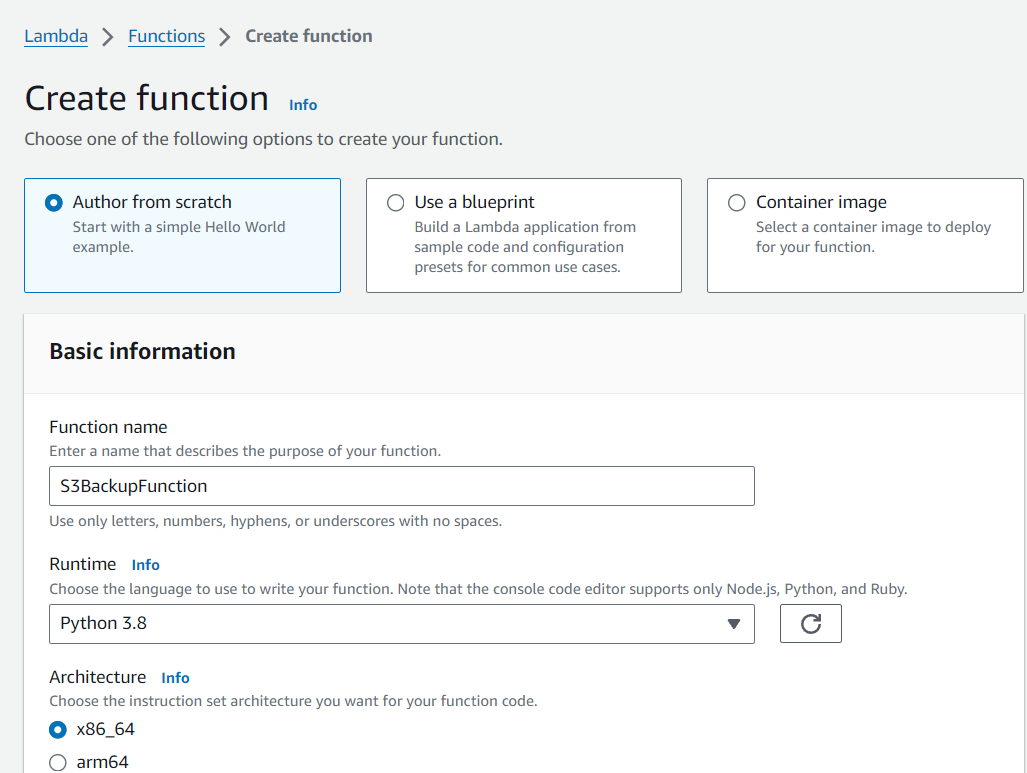 Lambda > Functions > Create function
Create function Info
Choose one of the following options to create your function.
Author from scratch
Start with a simple Hello World
example.
Use a blueprint
Build a Lambda application from
sample code and configuration
presets for common use cases.
Container image
Select a container image to deploy
for your function.
Basic information
Function name
Enter a name that describes the purpose of your function.
S3BackupFunction
Use only letters, numbers, hyphens, or underscores with no spaces.
Runtime Info
Choose the language to use to write your function. Note that the console code editor supports only Node.js, Python, and Ruby.
Python 3.8
Architecture Info
Choose the instruction set architecture you want for your function code.
x86_64
arm64